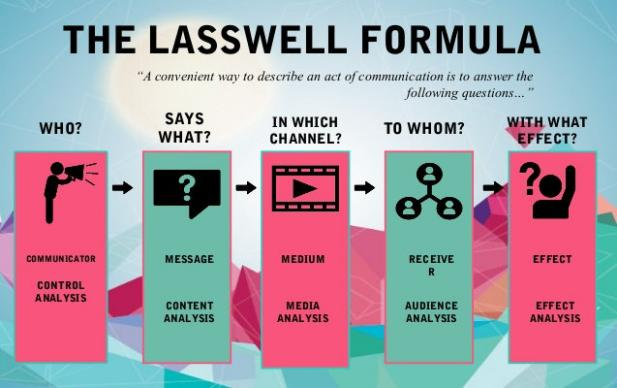 THE LASSWELL FORMULA
“A convenient way to describe an act of communication is to answer the
following questions…”
WHO?
SAYS
WHAT?
IN WHICH
CHANNEL?
TO WHOM?
WITH WHAT
EFFECT?
?
?
COMMUNICATOR
CONTROL
ANALYSIS
MESSAGE
CONTENT
ANALYSIS
MEDIUM
MEDIA
ANALYSIS
RECEIVE
R
AUDIENCE
ANALYSIS
EFFECT
EFFECT
ANALYSIS